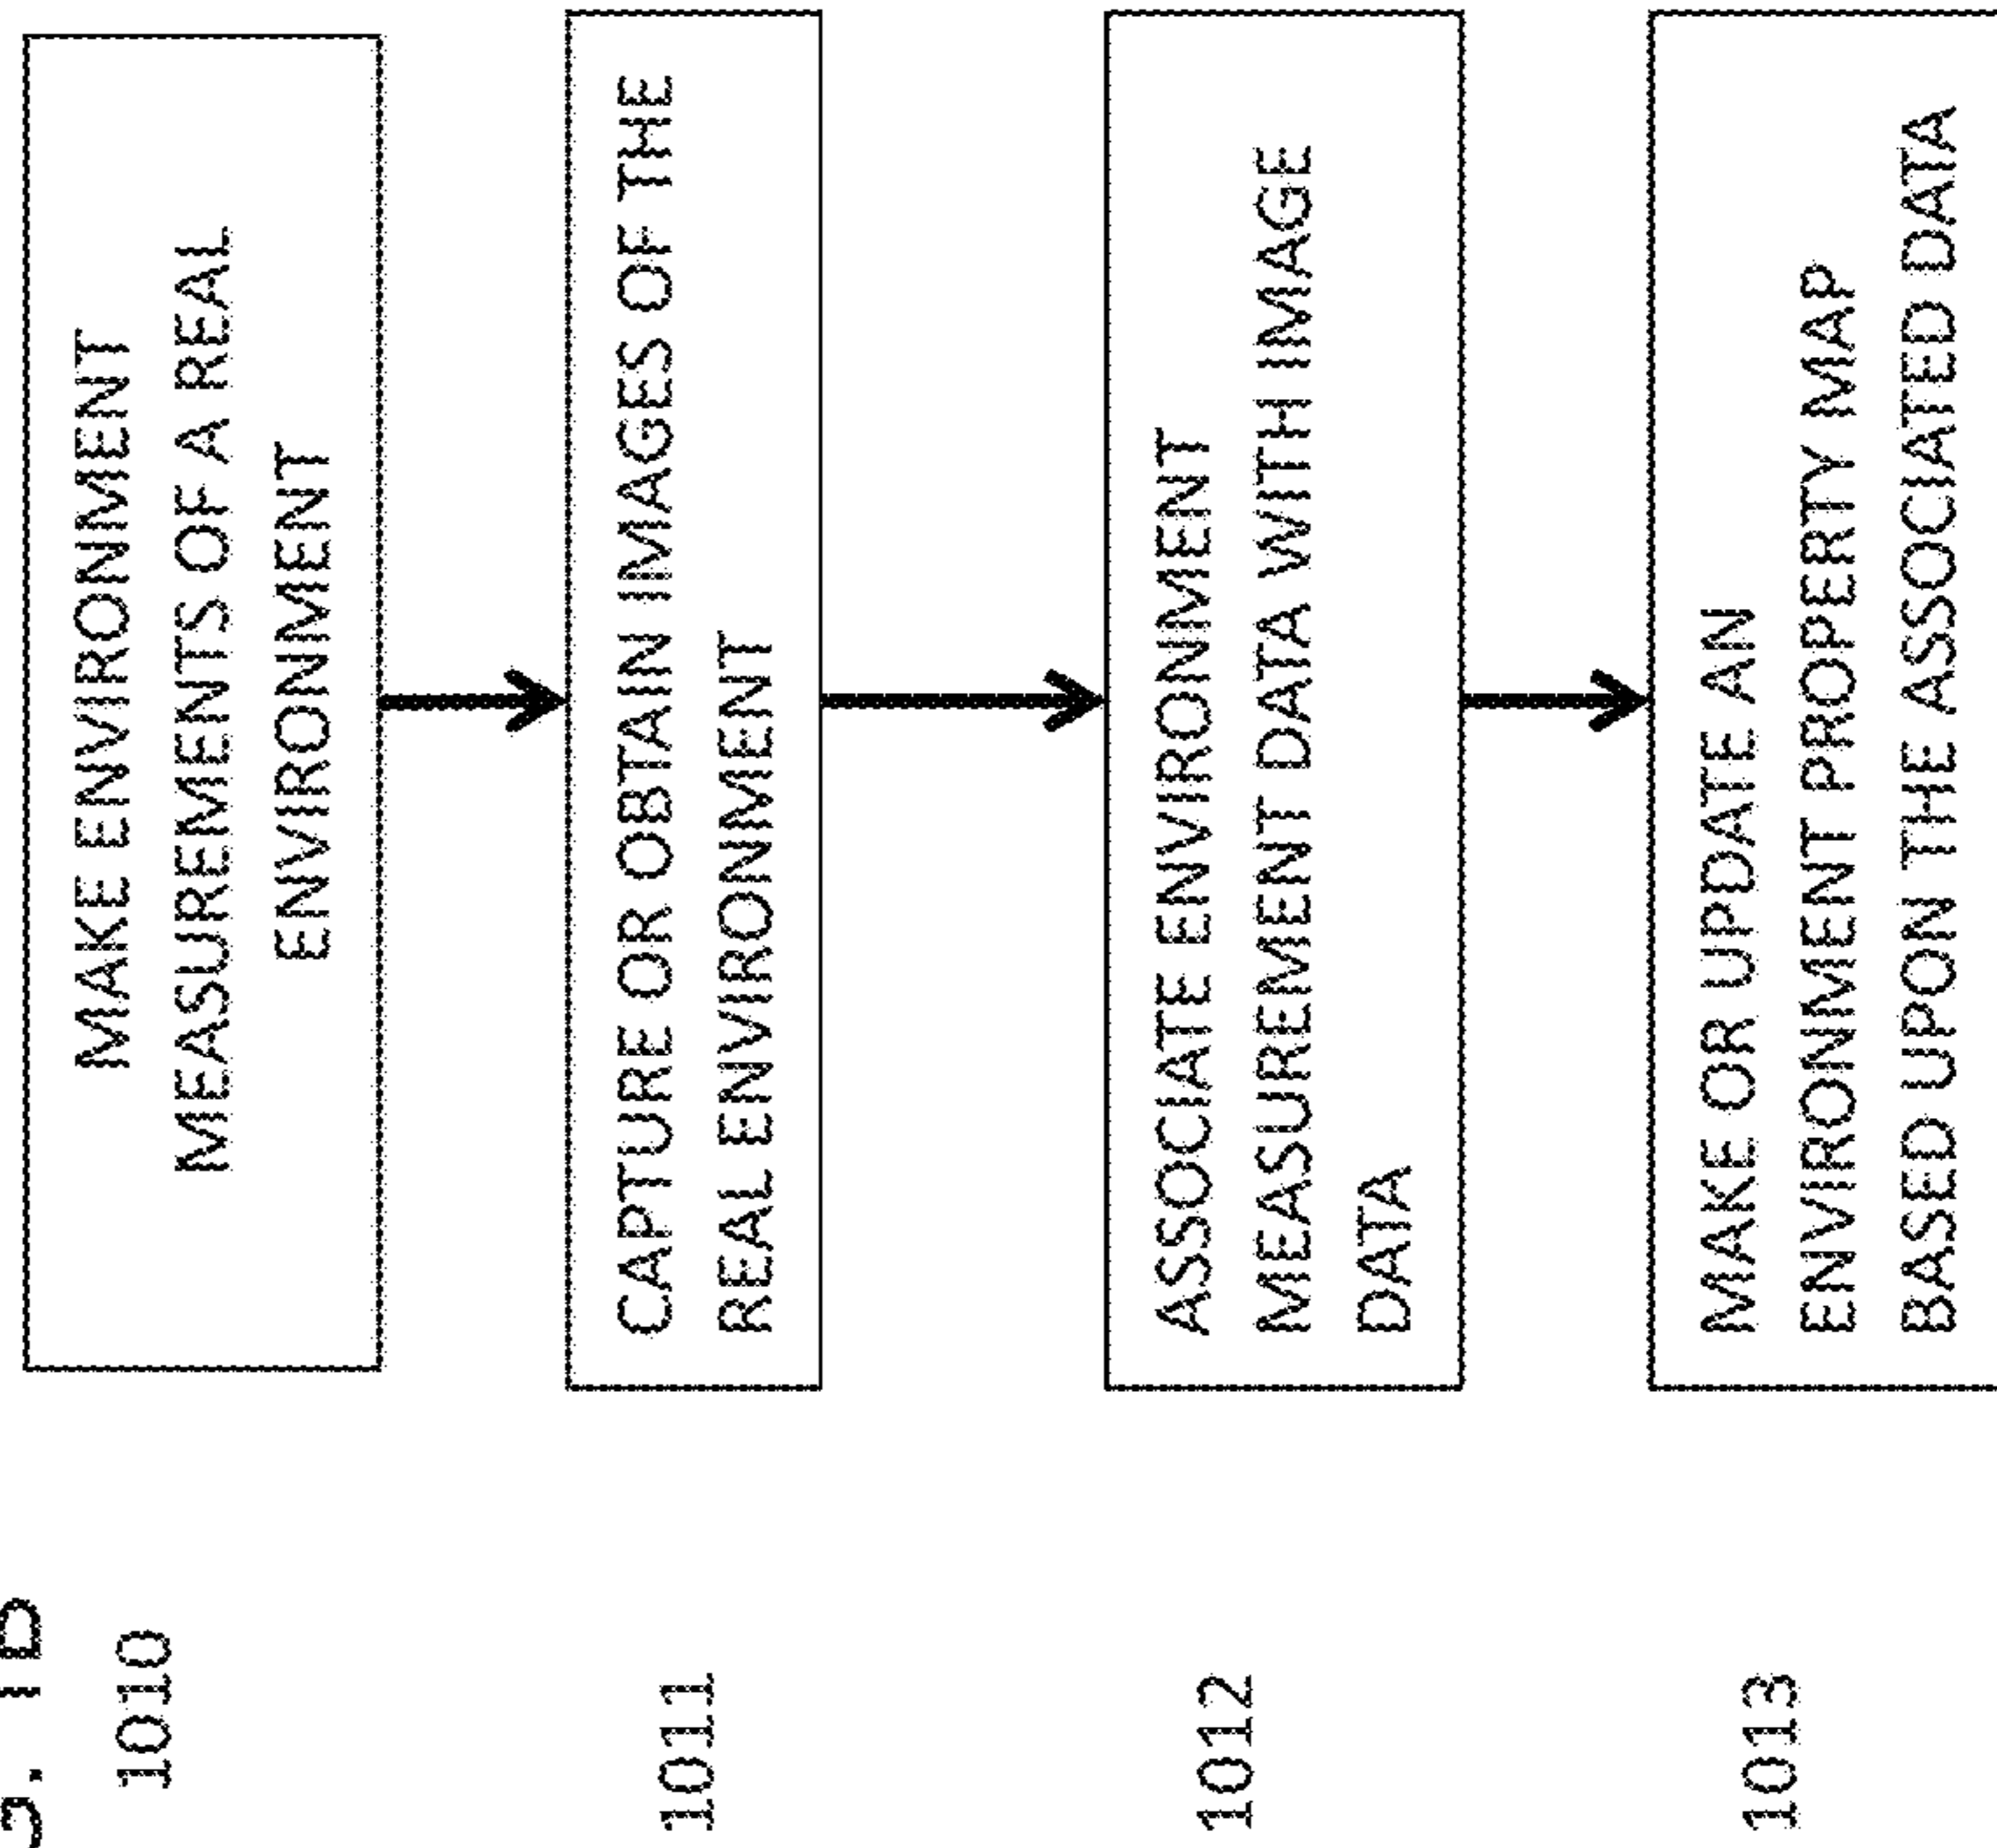 1010
MAKE ENVIRONMENT
MEASUREMENTS OF A REAL
ENVIRONMENT
1011
CAPTURE OR OBTAIN IMAGES OF THE
REAL ENVIRONMENT
1012
ASSOCIATE ENVIRONMENT
MEASUREMENT DATA WITH IMAGE
DATA
1013
MAKE OR UPDATE AN
ENVIRONMENT PROPERTY MAP
BASED UPON THE ASSOCIATED DATA